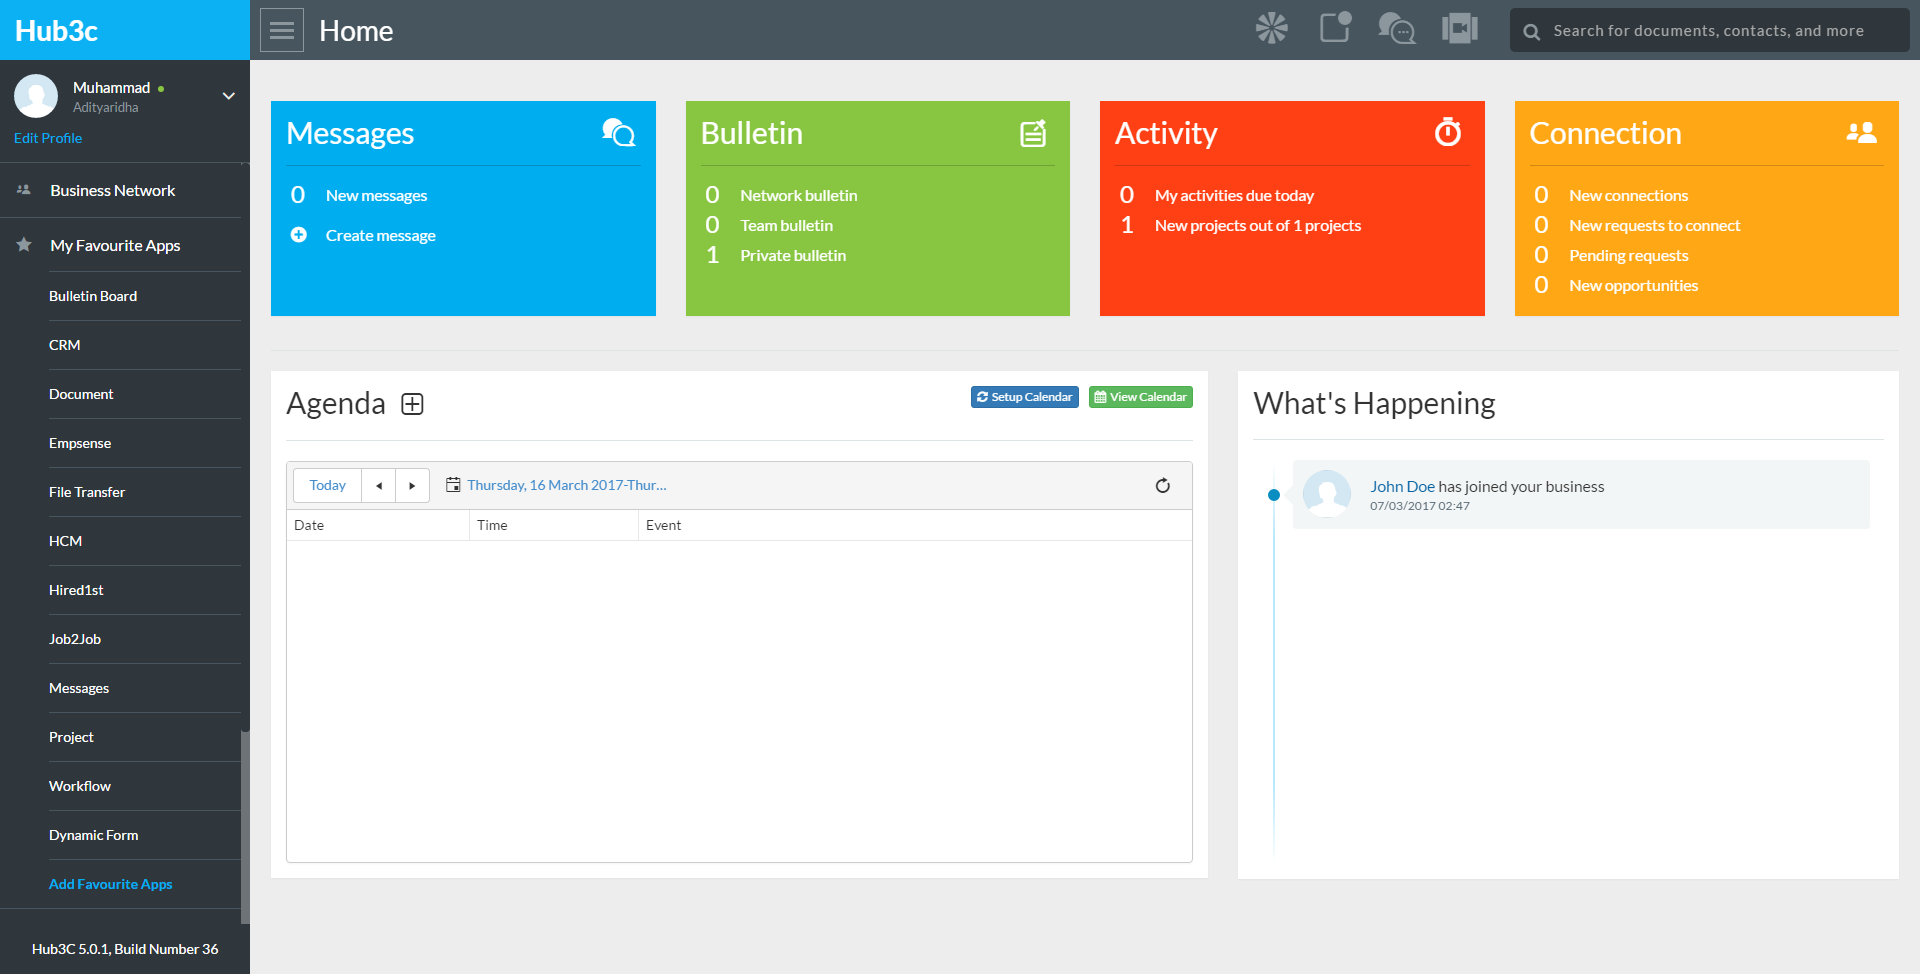 Hub3c
Home
Search for documents, contacts, and more
Muhammad
Adityaridha
Edit Profile
Business Network
My Favourite Apps
Bulletin Board
CRM
Document
Empsense
File Transfer
HCM
Hired1st
Job2Job
Messages
Project
Workflow
Dynamic Form
Add Favourite Apps
Hub3C 5.0.1, Build Number 36
Messages
0 New messages
Create message
Bulletin
0 Network bulletin
0 Team bulletin
1 Private bulletin
Activity
0 My activities due today
1 New projects out of 1 projects
Connection
0 New connections
0 New requests to connect
0 Pending requests
0 New opportunities
Agenda
Setup Calendar
View Calendar
Today
Thursday, 16 March 2017-Thur...
Date Time Event
What's Happening
John Doe has joined your business
07/03/2017 02:47